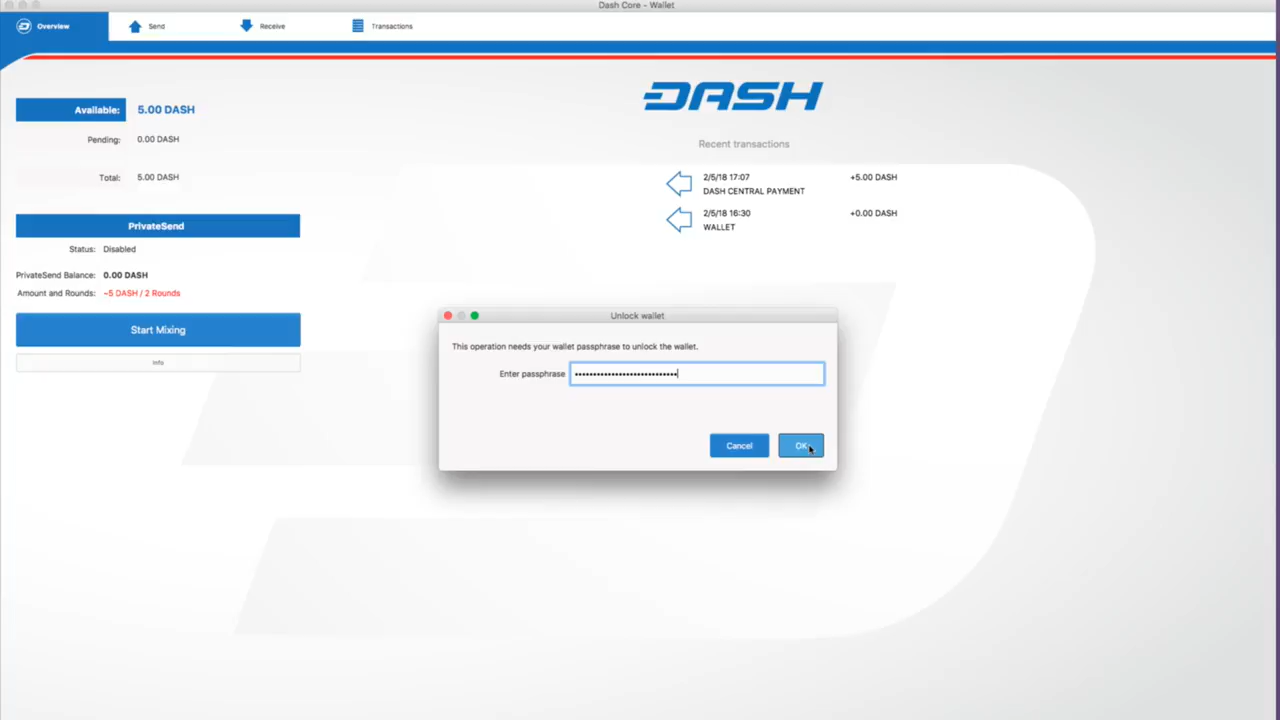 Dash Core - Wallet
Overview
Send
Receive
Transactions
Available: 5.00 DASH
Pending: 0.00 DASH
Total: 5.00 DASH
PrivateSend
Status: Disabled
PrivateSend Balance: 0.00 DASH
Amount and Rounds: ~5 DASH / 2 Rounds
Start Mixing
Info
DASH
Recent transactions
2/5/18 17:07 +5.00 DASH
DASH CENTRAL PAYMENT
2/5/18 16:30 +0.00 DASH
WALLET
Unlock wallet
This operation needs your wallet passphrase to unlock the wallet.
Enter passphrase
Cancel
OK